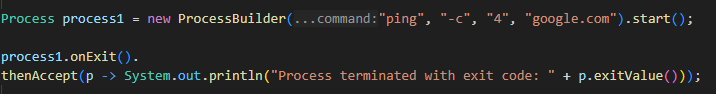 Process process1 = new ProcessBuilder(...command:"ping", "-c", "4", "google.com").start();
process1.onExit().
thenAccept(p -> System.out.println("Process terminated with exit code: " + p.exitValue()));